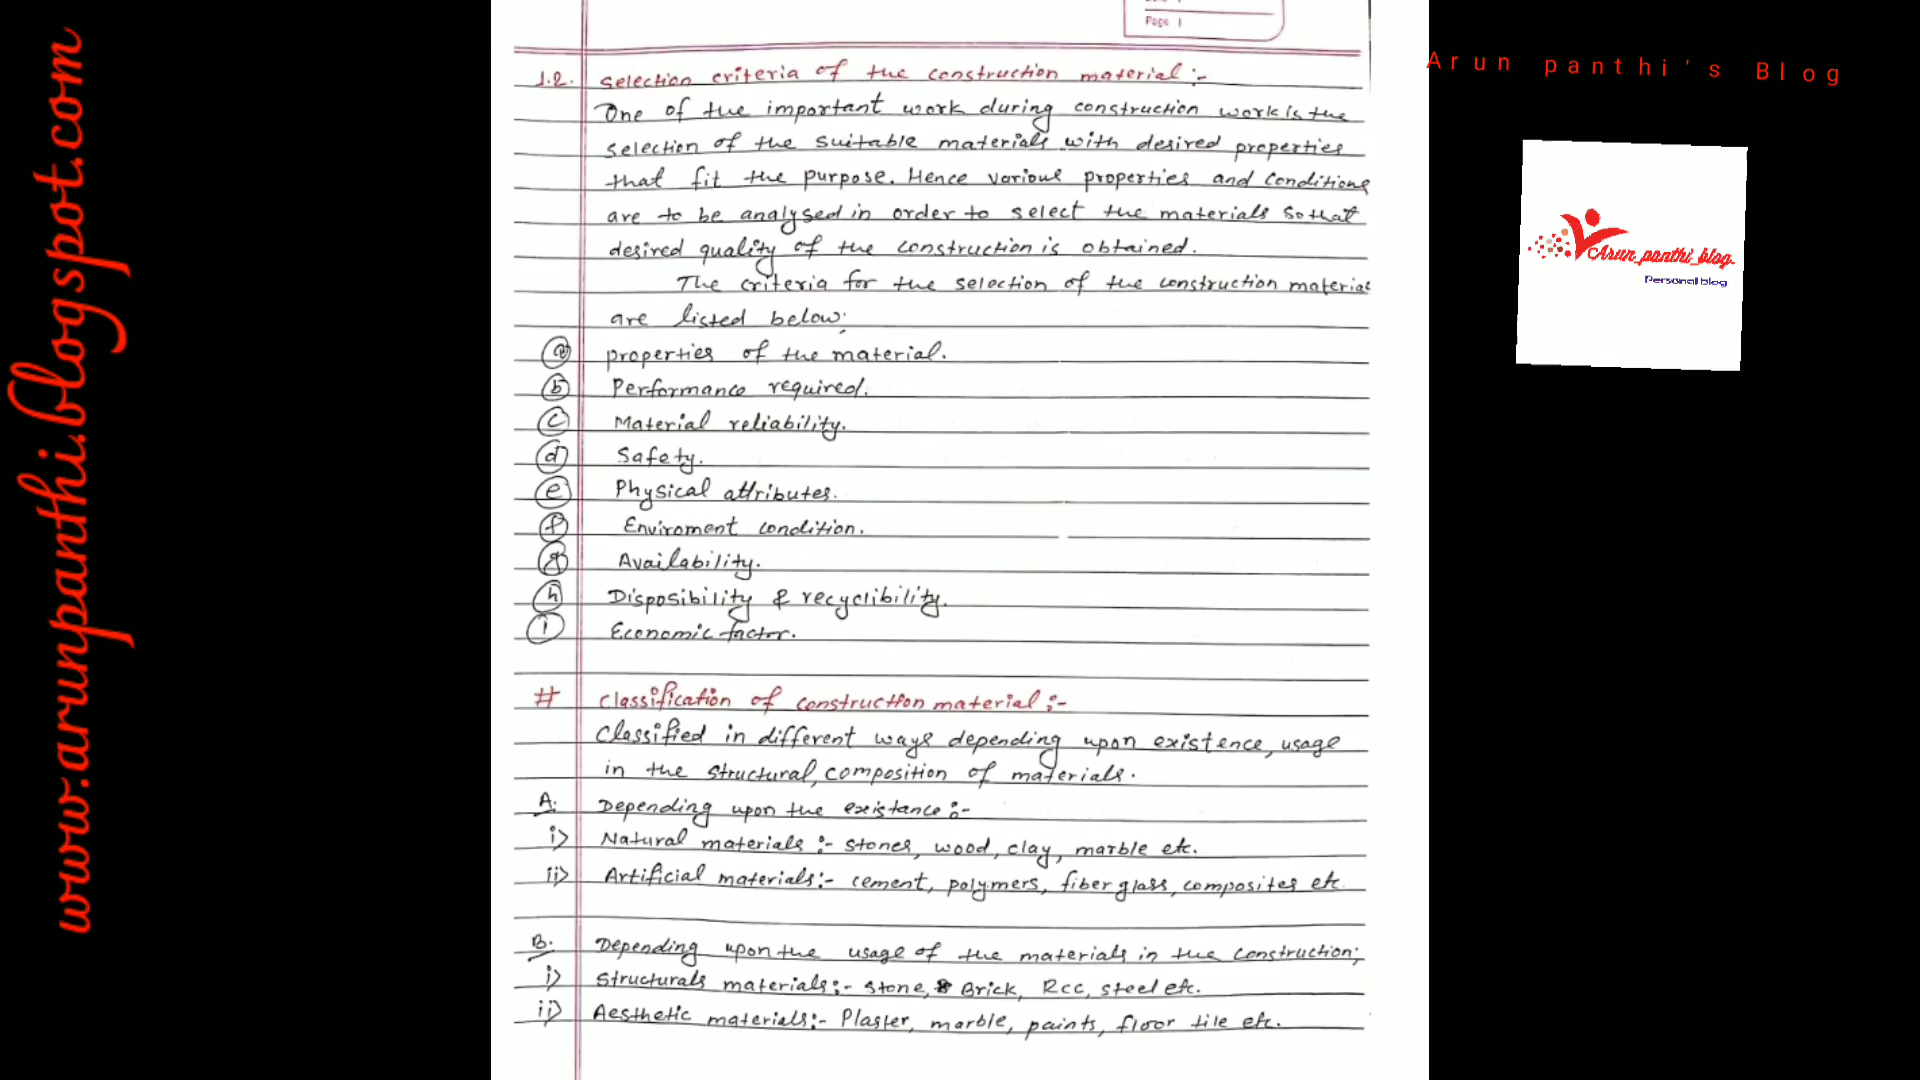 www.arunpanthi.blogspot.com
Page 1
1.2. Selection criteria of the construction material :-
One of the important work during construction work is the
selection of the suitable materials with desired properties
that fit the purpose. Hence various properties and conditions
are to be analysed in order to select the materials so that
desired quality of the construction is obtained.
The criteria for the selection of the construction material
are listed below:
(a) properties of the material.
(b) Performance required.
(c) Material reliability.
(d) Safety.
(e) Physical attributes.
(f) Enviroment condition.
(g) Availability.
(h) Disposibility & recyclibility.
(i) Economic factor.
# Classification of construction material :-
Classified in different ways depending upon existence, usage
in the structural, composition of materials.
A. Depending upon the existance :-
i) Natural materials :- stones, wood, clay, marble etc.
ii) Artificial materials:- cement, polymers, fiber glass, composites etc
B. Depending upon the usage of the materials in the construction;
i) Structurals materials:- stone, Brick, Rcc, steel etc.
ii) Aesthetic materials:- Plaster, marble, paints, floor tile etc.
Arun panthi's Blog
Arun_panthi_blog.
Personal blog